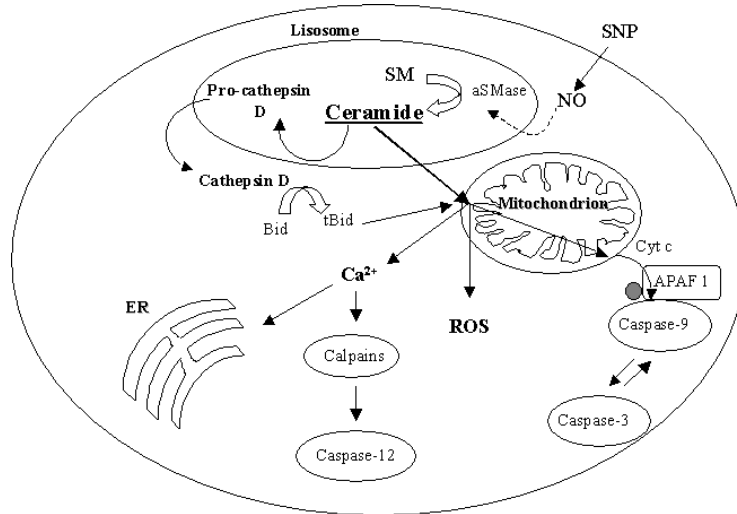 Lisosome
SNP
Pro-cathepsin
D
SM
aSMase
NO
Ceramide
Cathepsin D
Bid
tBid
Mitochondrion
Cyt c
APAF 1
Ca²⁺
ER
ROS
Caspase-9
Calpains
Caspase-3
Caspase-12